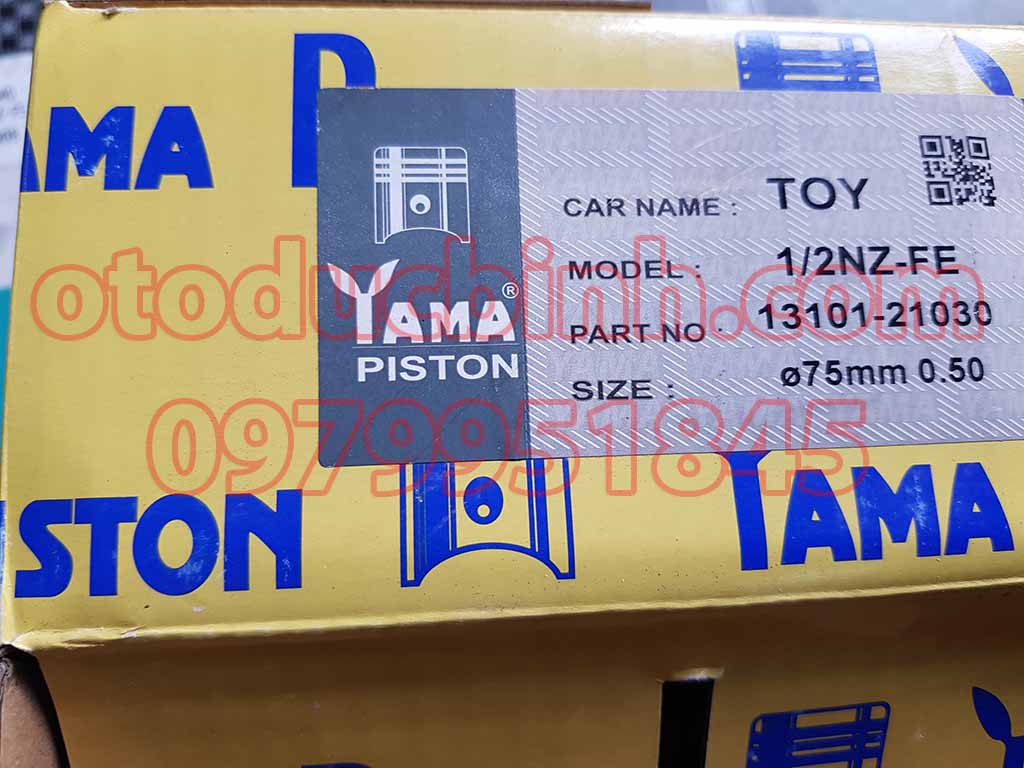 AMA P
CAR NAME : TOY
MODEL : 1/2NZ-FE
PART NO : 13101-21030
SIZE : ø75mm 0.50
YAMA®
PISTON
otoducbinh.com
0979951845
STON YAMA